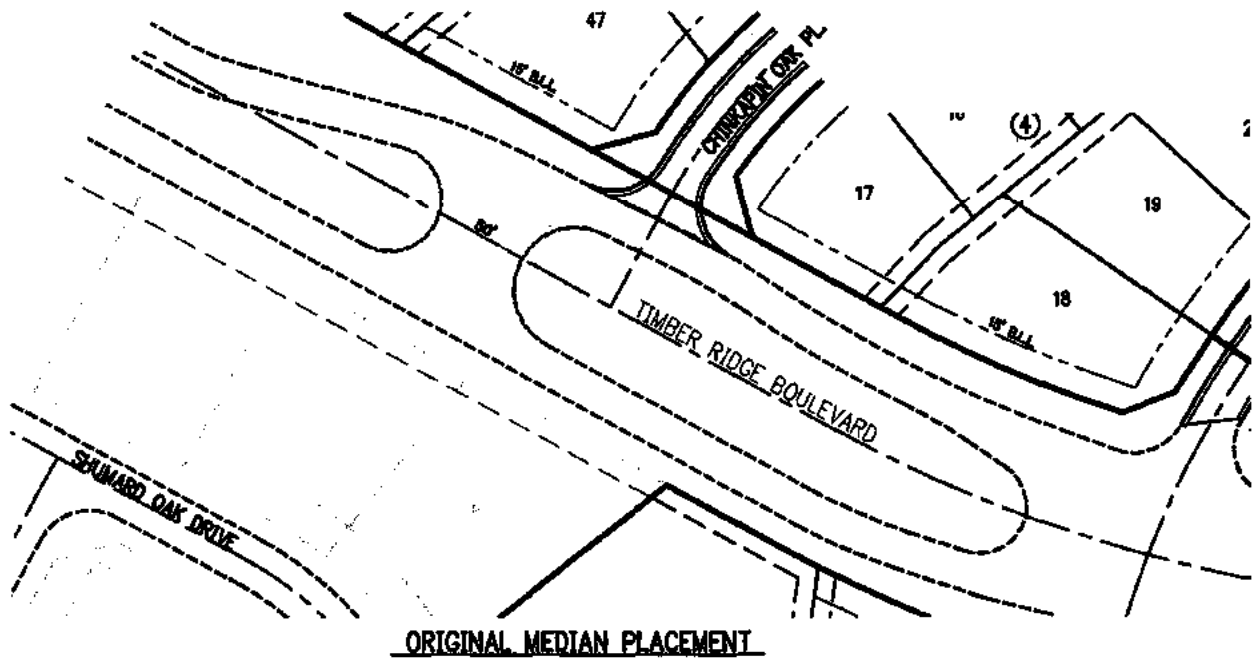 47
15' B.L.
CHINKAPIN OAK PL.
(4)
17
19
18
15' B.L.
80'
TIMBER RIDGE BOULEVARD
SHUMARD OAK DRIVE
ORIGINAL MEDIAN PLACEMENT